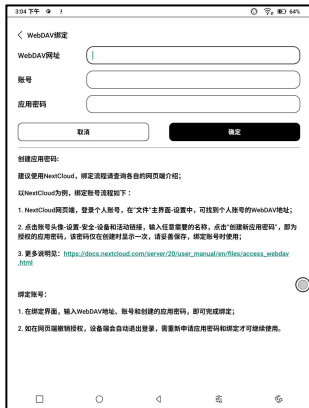 3:04 下午
64%
WebDAV绑定
WebDAV网址
账号
应用密码
取消
确定
创建应用密码:
建议使用NextCloud，绑定流程请查询各自的网页端介绍；
以NextCloud为例，绑定账号流程如下：
1. NextCloud网页端，登录个人账号，在“文件”主界面-设置中，可找到个人账号的WebDAV地址；
2. 点击账号头像-设置-安全-设备和活动链接，输入任意需要的名称，点击“创建新应用密码”，即为
授权的应用密码，该密码仅在创建时显示一次，请妥善保存，绑定账号时使用；
3. 更多说明见：https://docs.nextcloud.com/server/20/user_manual/en/files/access_webdav
.html
绑定账号：
1. 在绑定界面，输入WebDAV地址、账号和创建的应用密码，即可完成绑定；
2. 如在网页端撤销授权，设备端会自动退出登录，需重新申请应用密码和绑定才可继续使用。